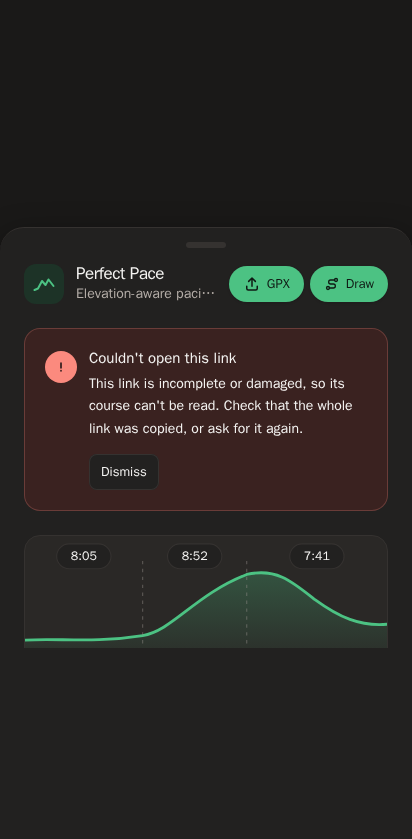 Perfect Pace
Elevation-aware paci···
GPX
Draw
!
Couldn't open this link
This link is incomplete or damaged, so its
course can't be read. Check that the whole
link was copied, or ask for it again.
Dismiss
8:05
8:52
7:41